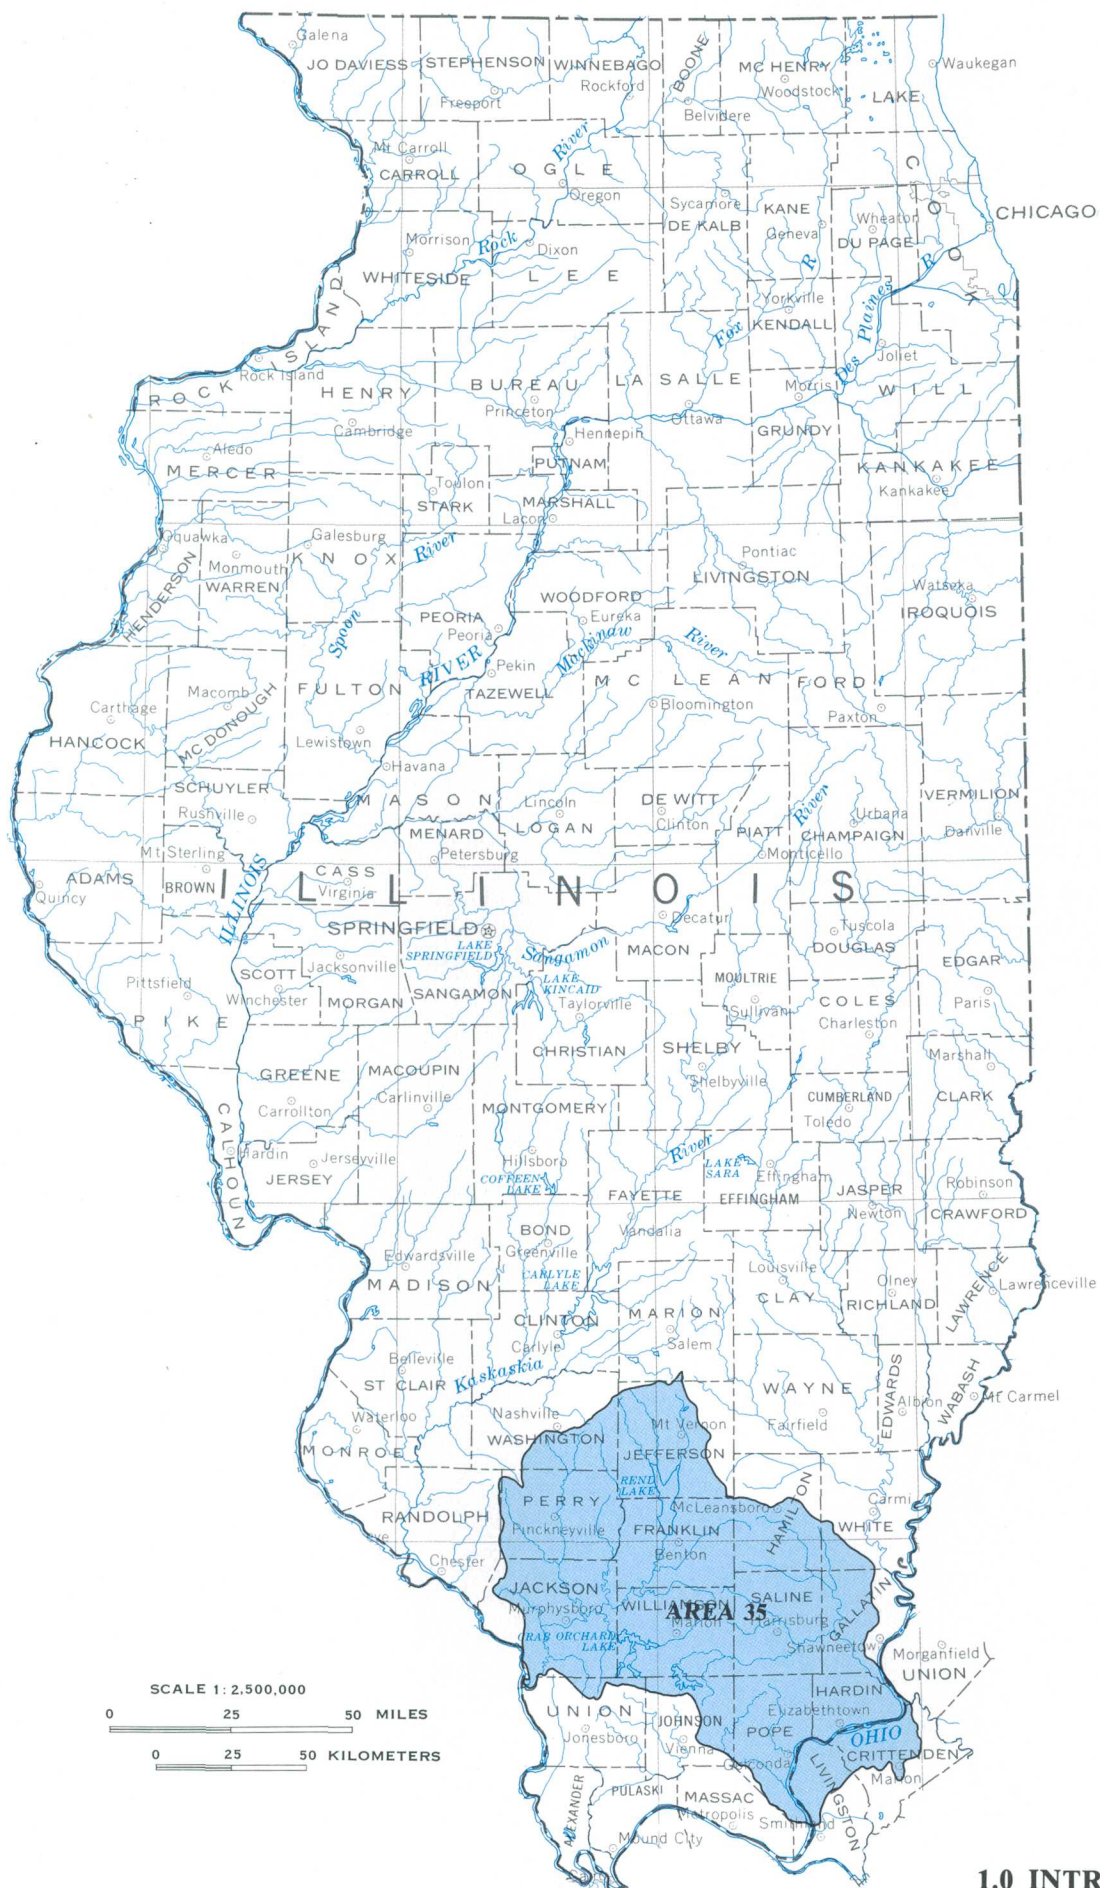 Galena
JO DAVIESS
STEPHENSON
WINNEBAGO
BOONE
MC HENRY
Waukegan
Freeport
Rockford
Belvidere
Woodstock
LAKE
Mt Carroll
CARROLL
OGLE
River
Oregon
Sycamore
DE KALB
KANE
Geneva
Wheaton
DU PAGE
COOK
CHICAGO
Morrison
Rock
Dixon
WHITESIDE
LEE
R
R
Yorkville
KENDALL
Fox
Des Plaines
Joliet
ROCK ISLAND
Rock Island
HENRY
BUREAU
LA SALLE
Morris
WILL
Princeton
Ottawa
Cambridge
Hennepin
GRUNDY
Aledo
MERCER
PUTNAM
KANKAKEE
Kankakee
Toulon
STARK
MARSHALL
Lacon
Oquawka
Galesburg
Monmouth
WARREN
KNOX
River
Pontiac
LIVINGSTON
Watseka
IROQUOIS
HENDERSON
WOODFORD
Eureka
PEORIA
Peoria
Spoon
Mackinaw
River
RIVER
Pekin
TAZEWELL
MC LEAN
FORD
Macomb
MC DONOUGH
FULTON
Bloomington
Paxton
Carthage
HANCOCK
Lewistown
Havana
SCHUYLER
Rushville
MASON
Lincoln
LOGAN
DE WITT
Clinton
River
VERMILION
Danville
MENARD
Petersburg
PIATT
Urbana
CHAMPAIGN
Monticello
Mt Sterling
ADAMS
Quincy
BROWN
CASS
Virginia
ILLINOIS
ILLINOIS
SPRINGFIELD
Decatur
Tuscola
DOUGLAS
LAKE
SPRINGFIELD
Sangamon
MACON
EDGAR
Pittsfield
SCOTT
Jacksonville
Winchester
MORGAN
SANGAMON
LAKE
KINCAID
Taylorville
MOULTRIE
Sullivan
COLES
Charleston
Paris
PIKE
CHRISTIAN
SHELBY
Shelbyville
Marshall
GREENE
MACOUPIN
Carlinville
Carrollton
MONTGOMERY
CUMBERLAND
Toledo
CLARK
CALHOUN
Hardin
Jerseyville
JERSEY
Hillsboro
COFFEEN
LAKE
River
LAKE
SARA
Effingham
EFFINGHAM
FAYETTE
Vandalia
JASPER
Newton
Robinson
CRAWFORD
BOND
Greenville
Edwardsville
MADISON
CARLYLE
LAKE
Louisville
CLAY
Olney
RICHLAND
LAWRENCE
Lawrenceville
CLINTON
Carlyle
MARION
Salem
Belleville
ST CLAIR
Kaskaskia
WAYNE
Fairfield
EDWARDS
Albion
WABASH
Mt Carmel
Waterloo
MONROE
Nashville
WASHINGTON
Mt Vernon
JEFFERSON
REND
LAKE
PERRY
Pinckneyville
RANDOLPH
McLeansboro
HAMILTON
Carmi
WHITE
FRANKLIN
Benton
Chester
JACKSON
Murphysboro
WILLIAMSON
Marion
AREA 35
SALINE
Harrisburg
GALLATIN
CRAB ORCHARD
LAKE
Shawneetown
Morganfield
UNION
SCALE 1:2,500,000
0 25 50 MILES
0 25 50 KILOMETERS
UNION
Jonesboro
JOHNSON
Vienna
POPE
Golconda
HARDIN
Elizabethtown
OHIO
CRITTENDEN
Marion
LIVINGSTON
ALEXANDER
PULASKI
MASSAC
Metropolis
Smithland
Mound City
Cairo
1.0 INTR